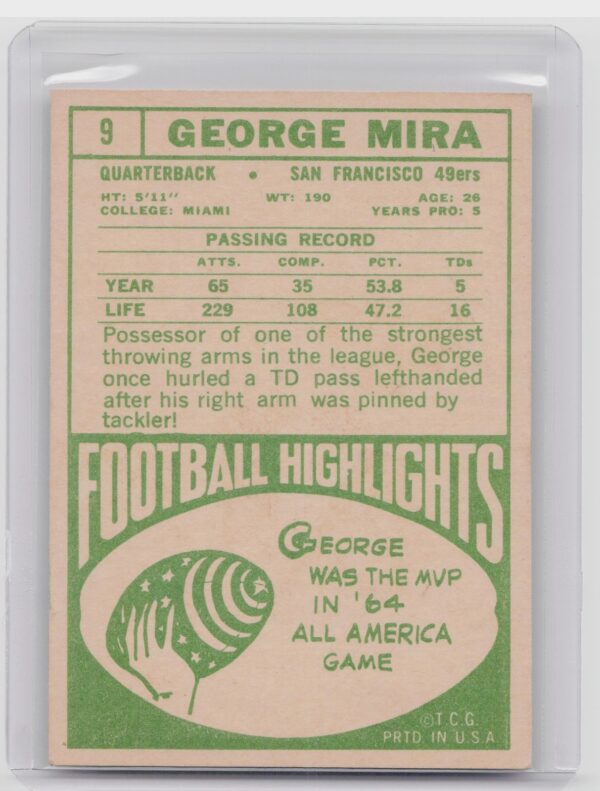 9 GEORGE MIRA
QUARTERBACK • SAN FRANCISCO 49ers
HT: 5'11" WT: 190 AGE: 26
COLLEGE: MIAMI YEARS PRO: 5
PASSING RECORD
ATTS. COMP. PCT. TDs
YEAR 65 35 53.8 5
LIFE 229 108 47.2 16
Possessor of one of the strongest
throwing arms in the league, George
once hurled a TD pass lefthanded
after his right arm was pinned by
tackler!
FOOTBALL HIGHLIGHTS
GEORGE
WAS THE MVP
IN '64
ALL AMERICA
GAME
©T.C.G.
PRTD. IN U.S.A